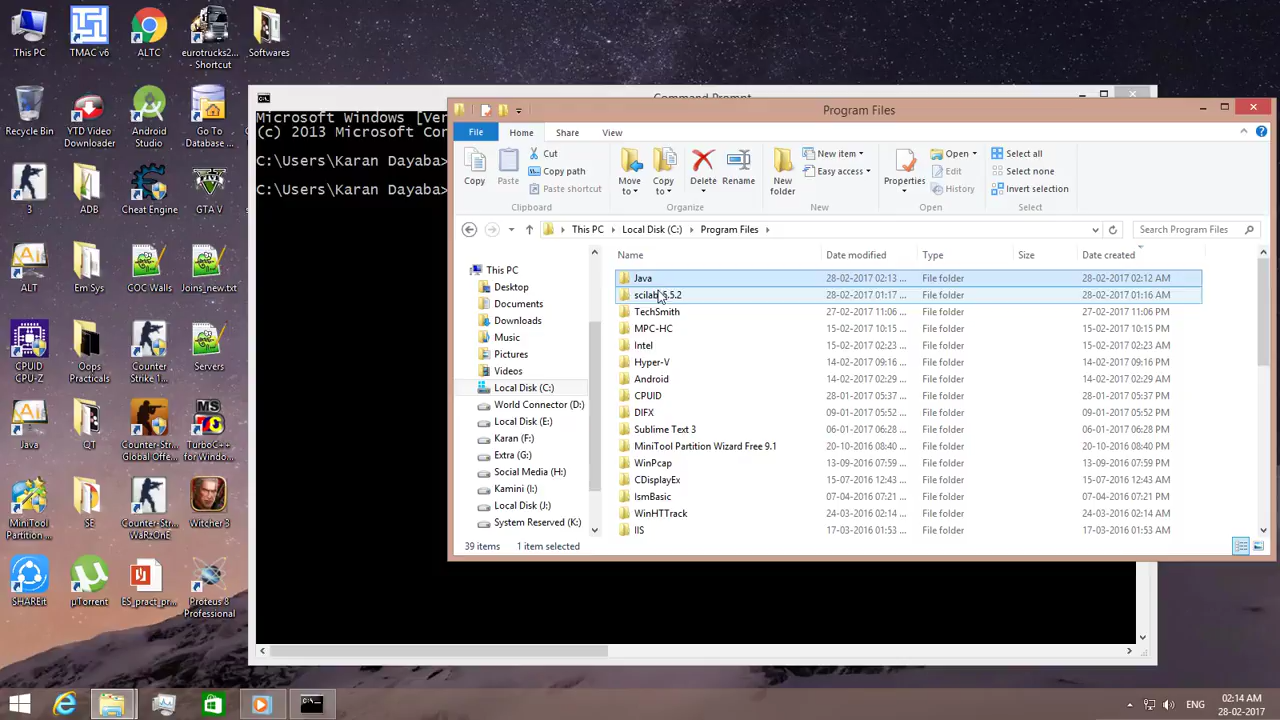 This PC
TMAC v6
ALTC
eurotrucks2...
- Shortcut
Softwares
Recycle Bin
YTD Video
Downloader
Android
Studio
Go To
Database ...
3
ADB
Cheat Engine
GTA V
ALT
Em Sys
COC Walls
Joins_new.txt
CPUID
CPU-Z
Oops
Practicals
Counter
Strike 1...
Servers
Java
QT
Counter-Str...
Global Offe...
TurboC++
for Windo...
MiniTool
Partition ...
SE
Counter-Str...
WaRzOnE
Witcher 3
SHAREit
µTorrent
ES_pract_pr...
Proteus 8
Professional
Command Prompt
Microsoft Windows [Ver
(c) 2013 Microsoft Cor
C:\Users\Karan Dayaba>
C:\Users\Karan Dayaba>
Program Files
File
Home
Share
View
Copy
Paste
Cut
Copy path
Paste shortcut
Clipboard
Move
to
Copy
to
Delete
Rename
Organize
New
folder
New item
Easy access
New
Properties
Open
Edit
History
Open
Select all
Select none
Invert selection
Select
This PC
Local Disk (C:)
Program Files
Search Program Files
Name
Date modified
Type
Size
Date created
This PC
Desktop
Documents
Downloads
Music
Pictures
Videos
Local Disk (C:)
World Connector (D:)
Local Disk (E:)
Karan (F:)
Extra (G:)
Social Media (H:)
Kamini (I:)
Local Disk (J:)
System Reserved (K:)
Java 28-02-2017 02:13 ... File folder 28-02-2017 02:12 AM
scilab-5.5.2 28-02-2017 01:17 ... File folder 28-02-2017 01:16 AM
TechSmith 27-02-2017 11:06 ... File folder 27-02-2017 11:06 PM
MPC-HC 15-02-2017 10:15 ... File folder 15-02-2017 10:15 PM
Intel 15-02-2017 02:23 ... File folder 15-02-2017 02:23 AM
Hyper-V 14-02-2017 09:16 ... File folder 14-02-2017 09:16 PM
Android 14-02-2017 02:29 ... File folder 14-02-2017 02:29 AM
CPUID 28-01-2017 05:37 ... File folder 28-01-2017 05:37 PM
DIFX 09-01-2017 05:52 ... File folder 09-01-2017 05:52 PM
Sublime Text 3 06-01-2017 06:28 ... File folder 06-01-2017 06:28 PM
MiniTool Partition Wizard Free 9.1 20-10-2016 08:40 ... File folder 20-10-2016 08:40 PM
WinPcap 13-09-2016 07:59 ... File folder 13-09-2016 07:59 PM
CDisplayEx 15-07-2016 12:43 ... File folder 15-07-2016 12:43 AM
IsmBasic 07-04-2016 07:21 ... File folder 07-04-2016 07:21 PM
WinHTTrack 24-03-2016 02:14 ... File folder 24-03-2016 02:14 PM
IIS 17-03-2016 01:53 ... File folder 17-03-2016 01:53 AM
39 items
1 item selected
ENG
02:14 AM
28-02-2017